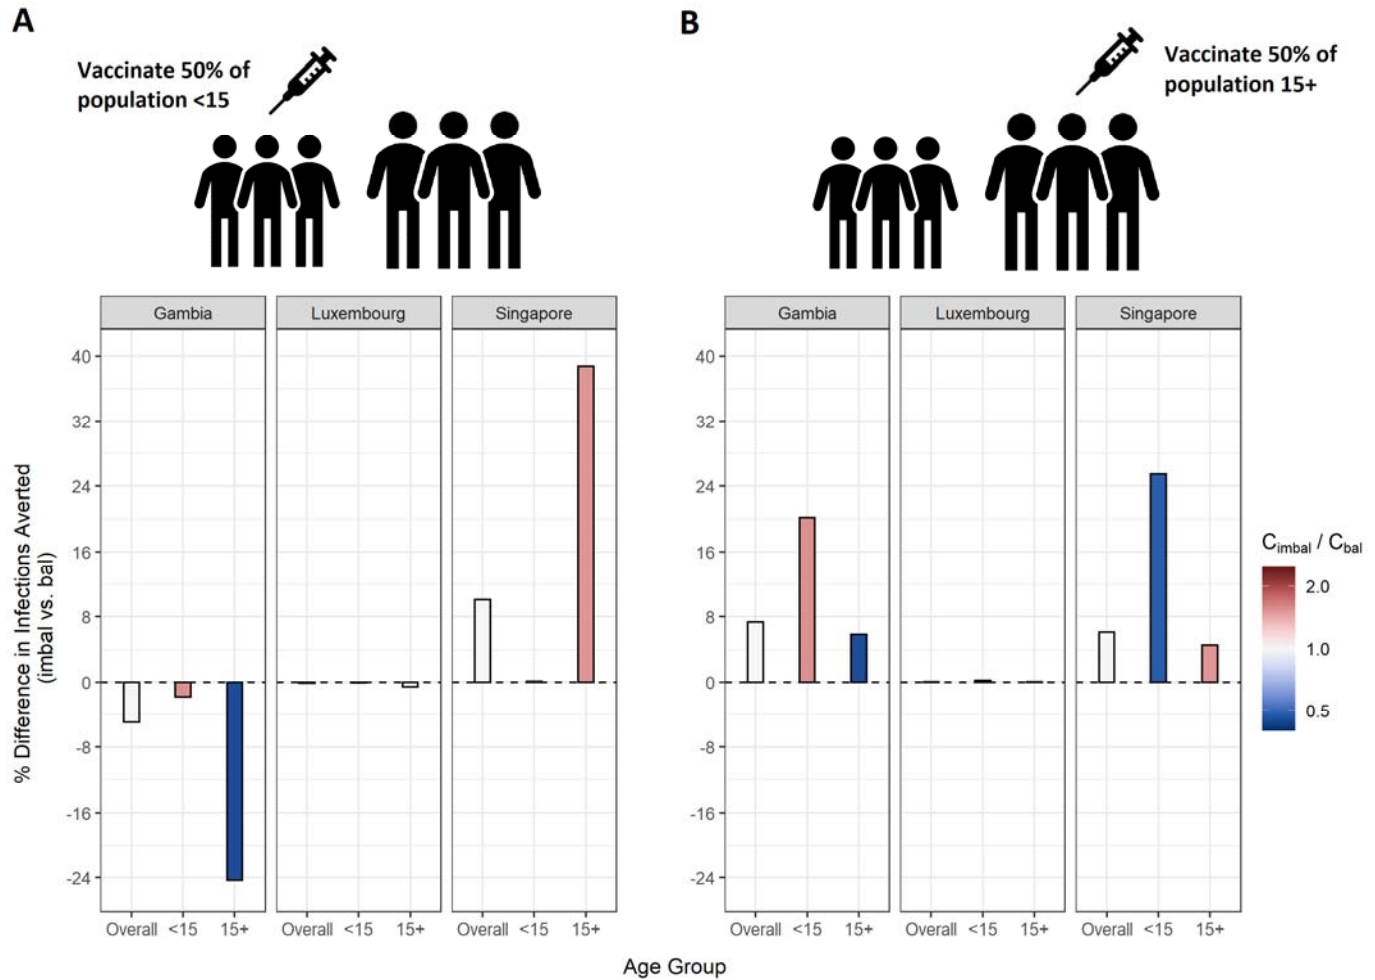 A
Vaccinate 50% of
population <15
B
Vaccinate 50% of
population 15+
% Difference in Infections Averted
(imbal vs. bal)
Gambia
Luxembourg
Singapore
40
32
24
16
8
0
-8
-16
-24
Overall <15 15+
Overall <15 15+
Overall <15 15+
Gambia
Luxembourg
Singapore
40
32
24
16
8
0
-8
-16
-24
Overall <15 15+
Overall <15 15+
Overall <15 15+
Age Group
Cimbal / Cbal
2.0
1.0
0.5